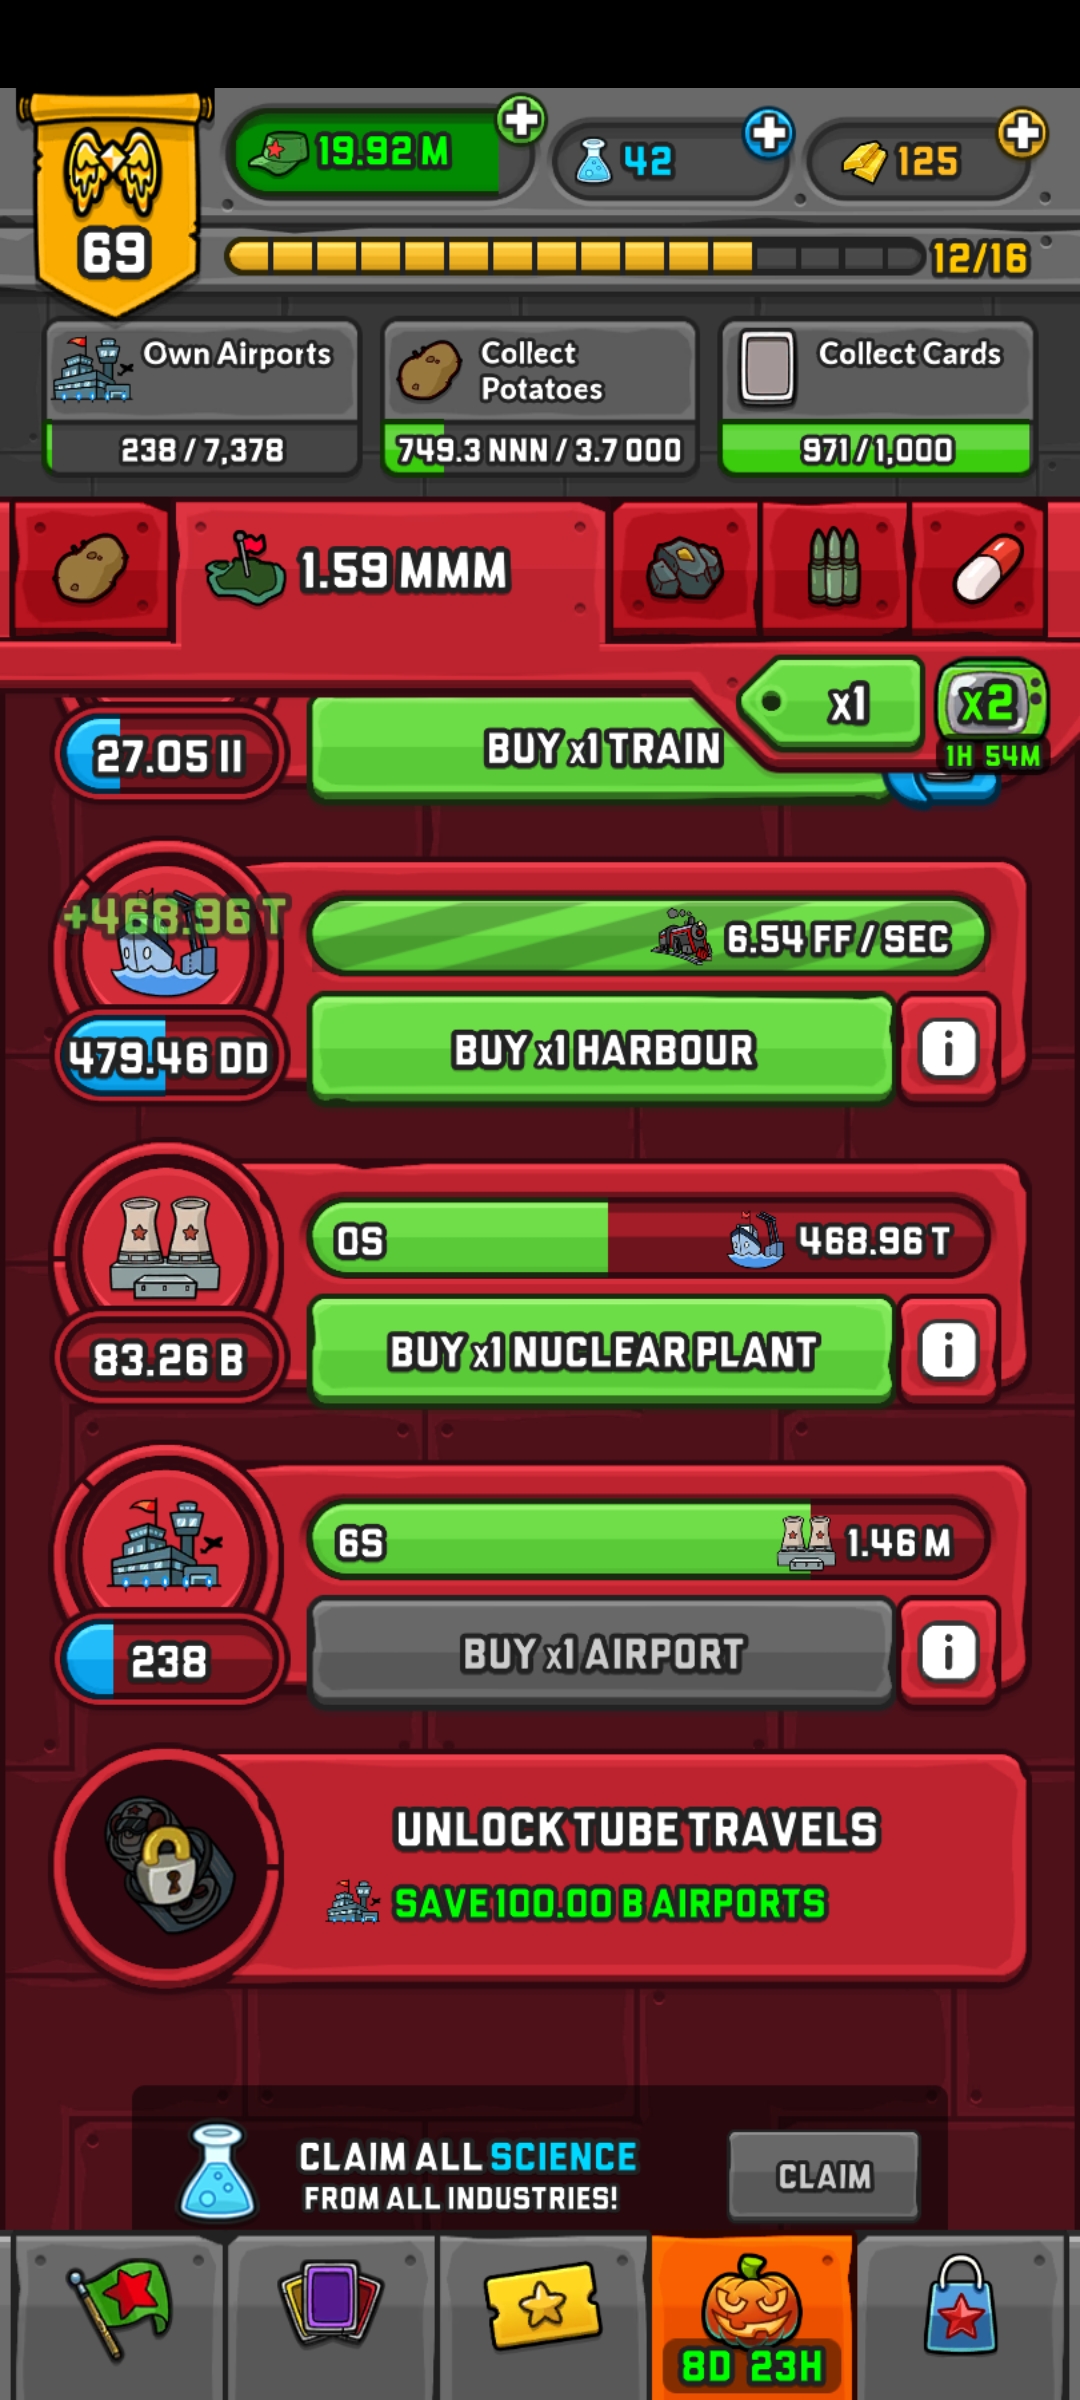 19.92 M
42
125
69
12/16
Own Airports
238 / 7,378
Collect
Potatoes
749.3 NNN / 3.7 OOO
Collect Cards
971 / 1,000
1.59 MMM
x1
x2
1H 54M
27.05 II
BUY x1 TRAIN
+468.96 T
6.54 FF / SEC
479.46 DD
BUY x1 HARBOUR
i
0S
468.96 T
83.26 B
BUY x1 NUCLEAR PLANT
i
6S
1.46 M
238
BUY x1 AIRPORT
i
UNLOCK TUBE TRAVELS
SAVE 100.00 B AIRPORTS
CLAIM ALL SCIENCE
FROM ALL INDUSTRIES!
CLAIM
8D 23H